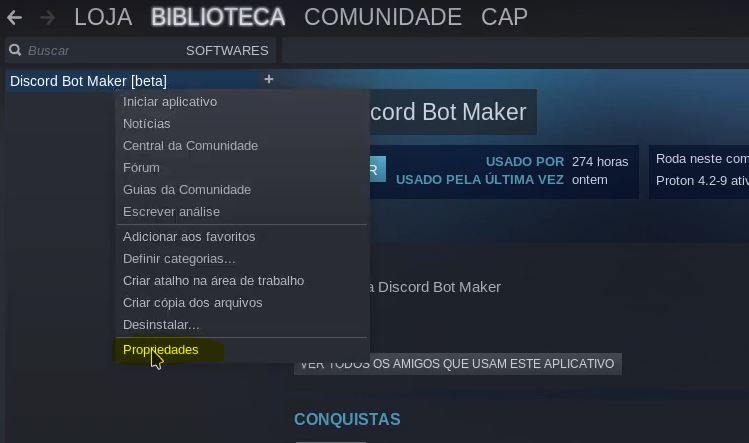 LOJA BIBLIOTECA COMUNIDADE CAP
Buscar SOFTWARES
Discord Bot Maker [beta] +
Iniciar aplicativo
Notícias
Central da Comunidade
Fórum
Guias da Comunidade
Escrever análise
Adicionar aos favoritos
Definir categorias...
Criar atalho na área de trabalho
Criar cópia dos arquivos
Desinstalar...
Propriedades
cord Bot Maker
R
USADO POR 274 horas
USADO PELA ÚLTIMA VEZ ontem
Roda neste com
Proton 4.2-9 ativ
a Discord Bot Maker
VER TODOS OS AMIGOS QUE USAM ESTE APLICATIVO
CONQUISTAS